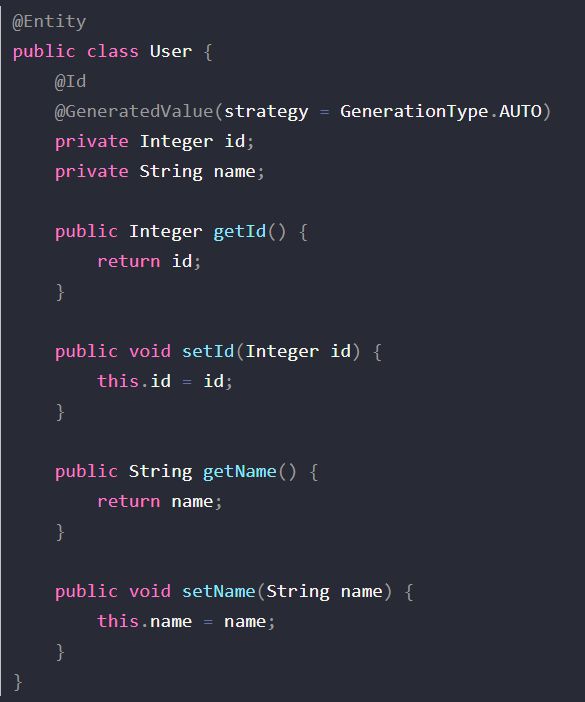 @Entity
public class User {
    @Id
    @GeneratedValue(strategy = GenerationType.AUTO)
    private Integer id;
    private String name;

    public Integer getId() {
        return id;
    }

    public void setId(Integer id) {
        this.id = id;
    }

    public String getName() {
        return name;
    }

    public void setName(String name) {
        this.name = name;
    }
}